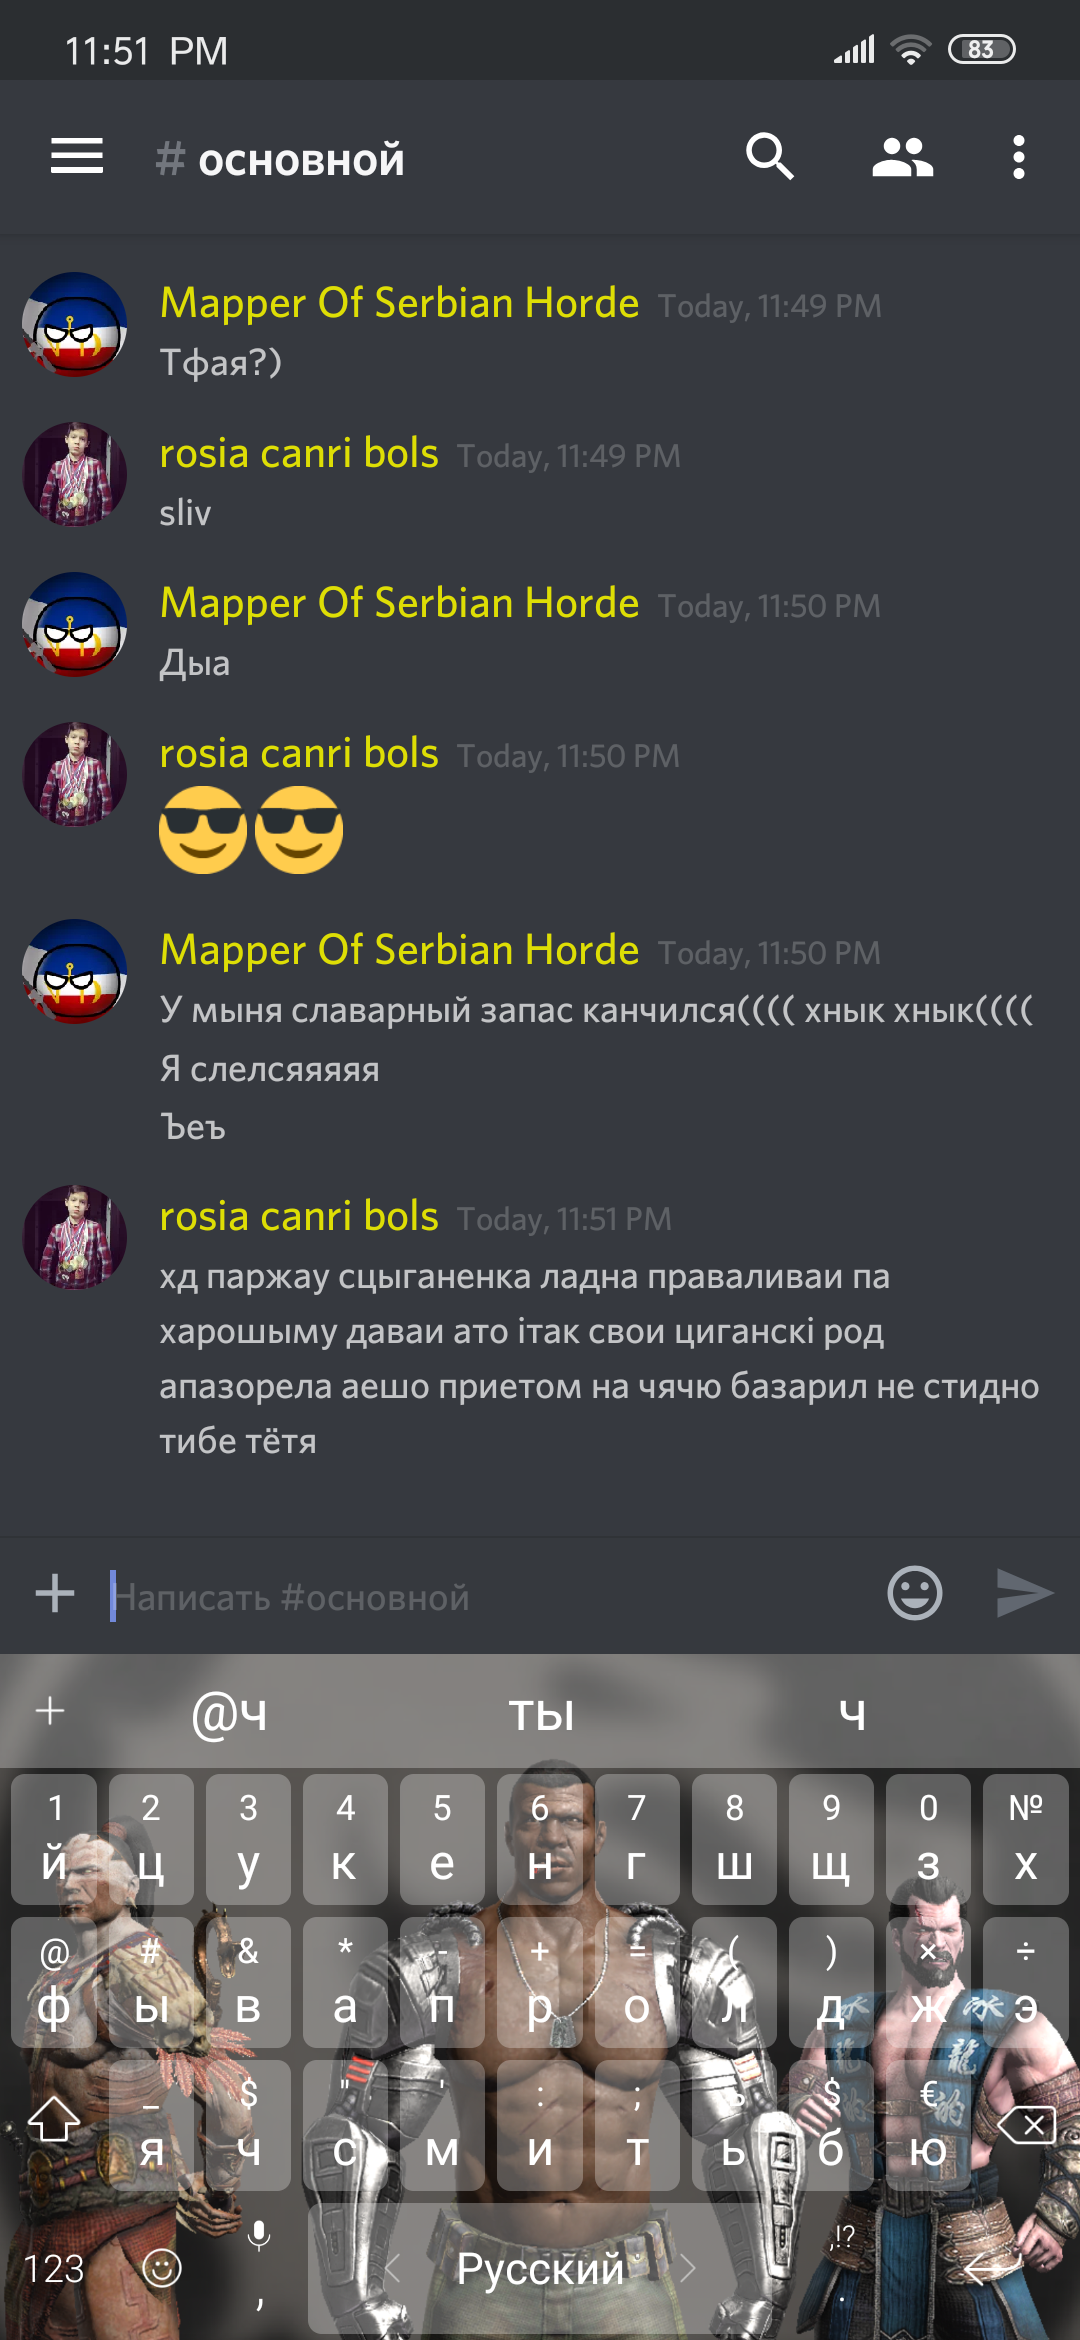 11:51 PM
83
# основной
Mapper Of Serbian Horde Today, 11:49 PM
Тфая?)
rosia canri bols Today, 11:49 PM
sliv
Mapper Of Serbian Horde Today, 11:50 PM
Дыа
rosia canri bols Today, 11:50 PM
Mapper Of Serbian Horde Today, 11:50 PM
У мыня славарный запас канчился(((( хнык хнык((((
Я слелсяяяяя
Ъеъ
rosia canri bols Today, 11:51 PM
хд паржау сцыганенка ладна праваливаи па
харошыму даваи ато iтак свои циганскi род
апазорела аешо приетом на чячю базарил не стидно
тибе тётя
Написать #основной
@ч ты ч
1 2 3 4 5 6 7 8 9 0 №
й ц у к е н г ш щ з х
@ # & * - + = ( ) × ÷
ф ы в а п р о л д ж э
_ $ " ' : ; ъ $ €
я ч с м и т ь б ю
,!?
123 , Русский .